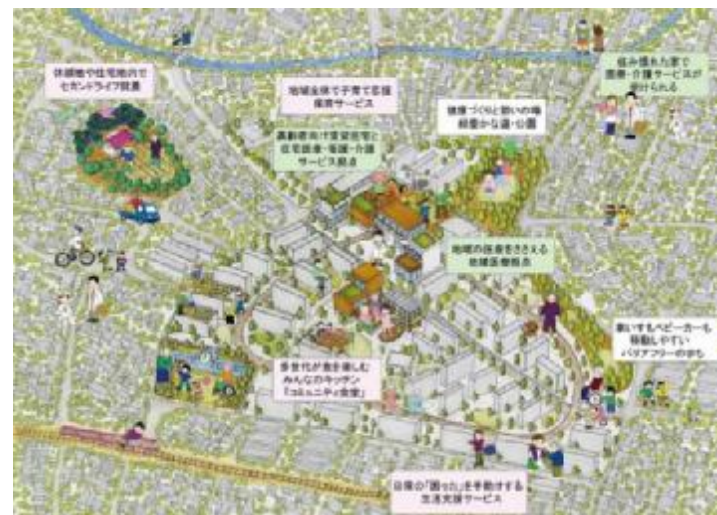 休耕地や住宅地内で
セカンドライフ就農
地域全体で子育て応援
保育サービス
住み慣れた家で
医療・介護サービスが
受けられる
高齢者向け賃貸住宅と
在宅医療・看護・介護
サービス拠点
健康づくりと憩いの場
緑豊かな道・公園
地域の医療をささえる
地域医療拠点
車いすもベビーカーも
移動しやすい
バリアフリーのまち
多世代が食を楽しむ
みんなのキッチン
「コミュニティ食堂」
日常の「困った」を手助けする
生活支援サービス